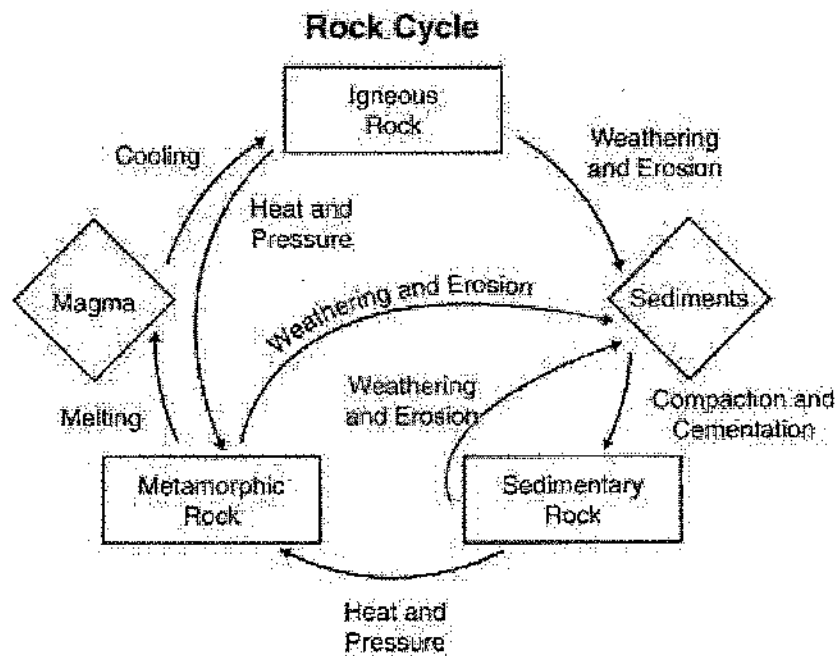 Rock Cycle
Igneous
Rock
Cooling
Weathering
and Erosion
Heat and
Pressure
Magma
Weathering and Erosion
Sediments
Weathering
and Erosion
Melting
Compaction and
Cementation
Metamorphic
Rock
Sedimentary
Rock
Heat and
Pressure